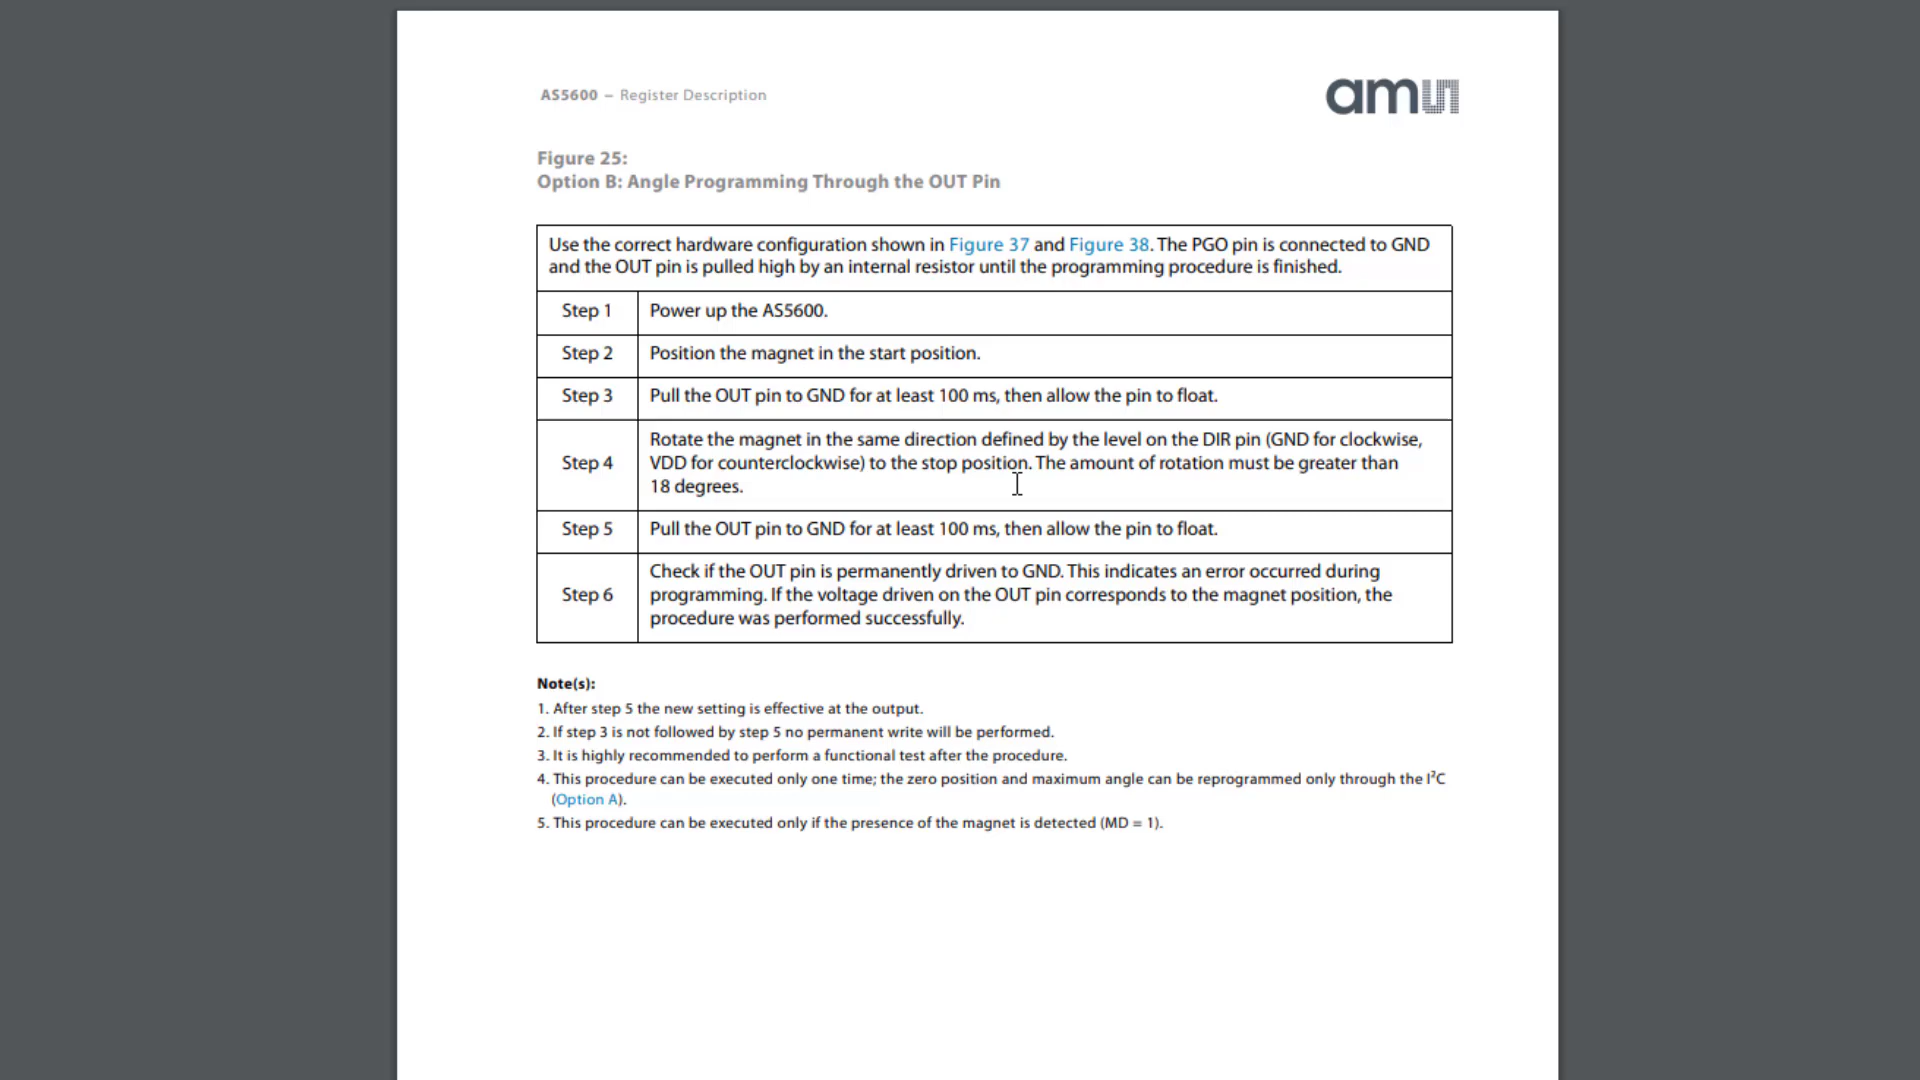 AS5600 – Register Description
amu
Figure 25:
Option B: Angle Programming Through the OUT Pin
Use the correct hardware configuration shown in Figure 37 and Figure 38. The PGO pin is connected to GND
and the OUT pin is pulled high by an internal resistor until the programming procedure is finished.
Step 1 Power up the AS5600.
Step 2 Position the magnet in the start position.
Step 3 Pull the OUT pin to GND for at least 100 ms, then allow the pin to float.
Rotate the magnet in the same direction defined by the level on the DIR pin (GND for clockwise,
Step 4 VDD for counterclockwise) to the stop position. The amount of rotation must be greater than
18 degrees.
Step 5 Pull the OUT pin to GND for at least 100 ms, then allow the pin to float.
Check if the OUT pin is permanently driven to GND. This indicates an error occurred during
Step 6 programming. If the voltage driven on the OUT pin corresponds to the magnet position, the
procedure was performed successfully.
Note(s):
1. After step 5 the new setting is effective at the output.
2. If step 3 is not followed by step 5 no permanent write will be performed.
3. It is highly recommended to perform a functional test after the procedure.
4. This procedure can be executed only one time; the zero position and maximum angle can be reprogrammed only through the I²C
(Option A).
5. This procedure can be executed only if the presence of the magnet is detected (MD = 1).